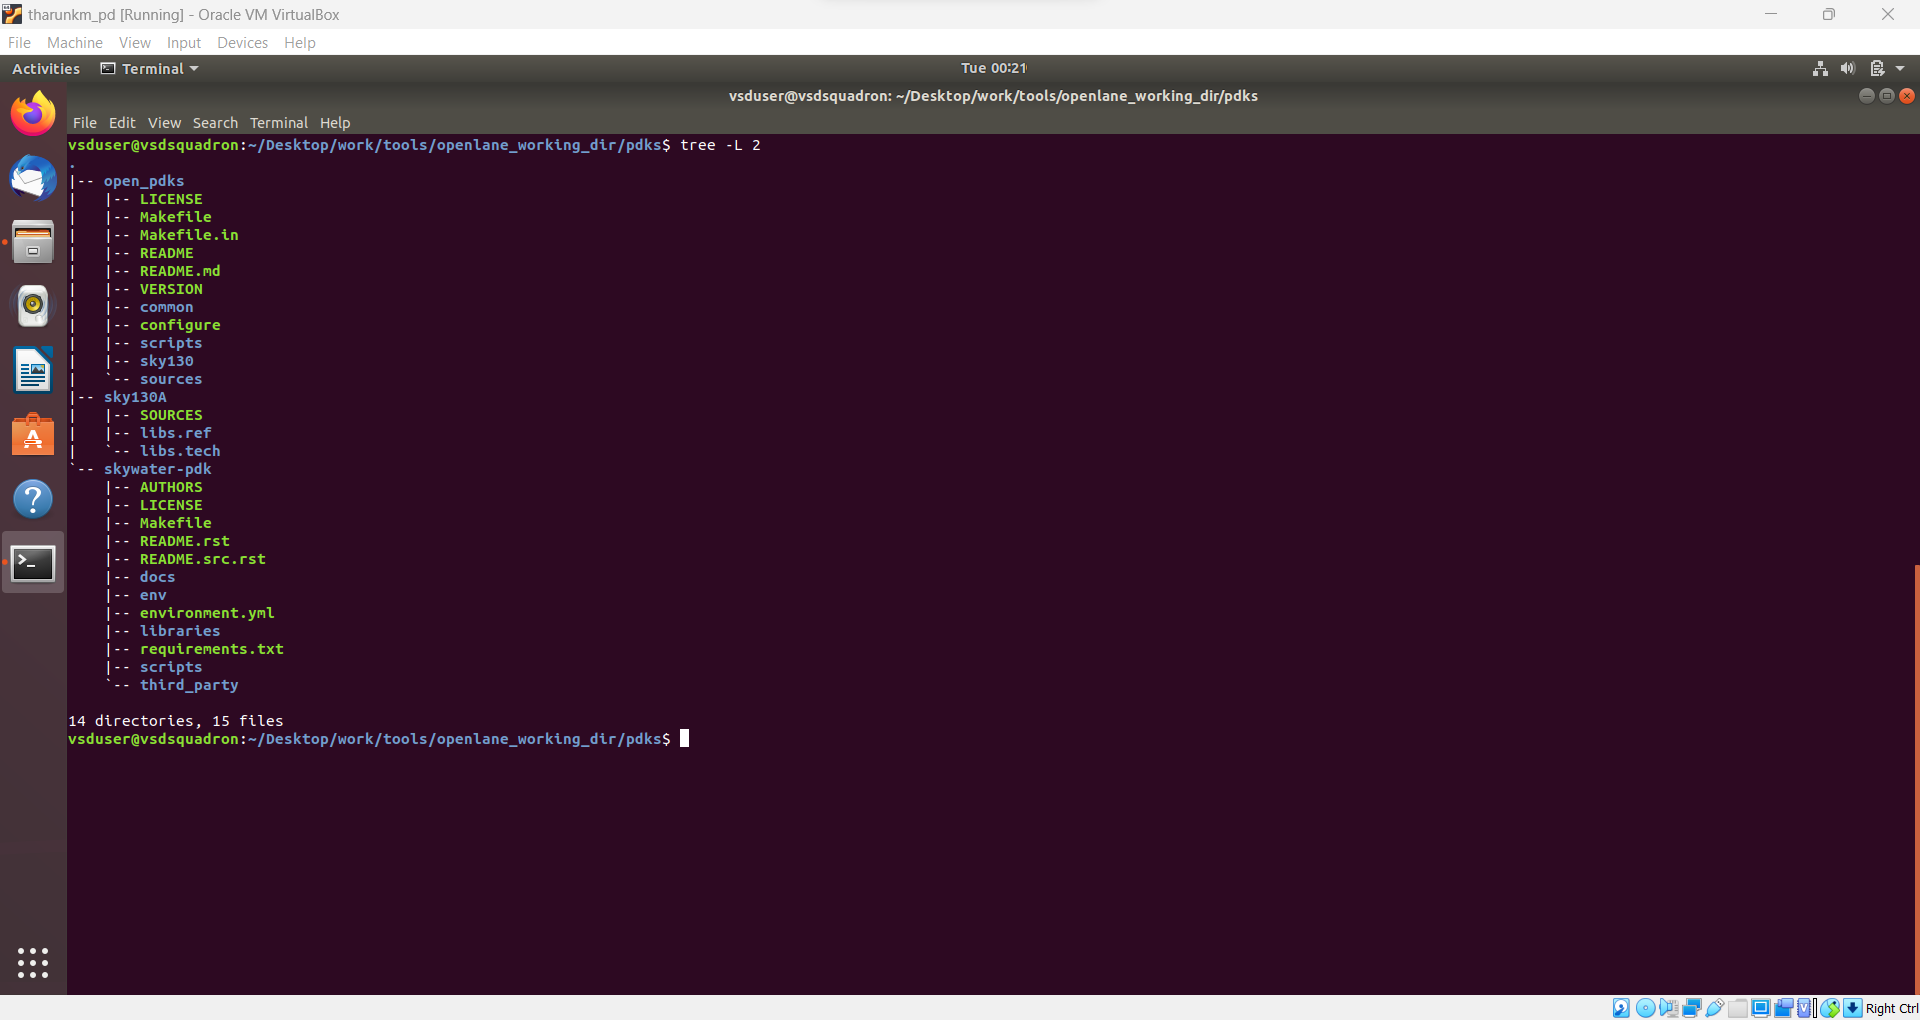 tharunkm_pd [Running] - Oracle VM VirtualBox
File Machine View Input Devices Help
Activities Terminal Tue 00:21
vsduser@vsdsquadron: ~/Desktop/work/tools/openlane_working_dir/pdks
File Edit View Search Terminal Help
vsduser@vsdsquadron:~/Desktop/work/tools/openlane_working_dir/pdks$ tree -L 2
.
|-- open_pdks
|   |-- LICENSE
|   |-- Makefile
|   |-- Makefile.in
|   |-- README
|   |-- README.md
|   |-- VERSION
|   |-- common
|   |-- configure
|   |-- scripts
|   |-- sky130
|   `-- sources
|-- sky130A
|   |-- SOURCES
|   |-- libs.ref
|   `-- libs.tech
`-- skywater-pdk
    |-- AUTHORS
    |-- LICENSE
    |-- Makefile
    |-- README.rst
    |-- README.src.rst
    |-- docs
    |-- env
    |-- environment.yml
    |-- libraries
    |-- requirements.txt
    |-- scripts
    `-- third_party
14 directories, 15 files
vsduser@vsdsquadron:~/Desktop/work/tools/openlane_working_dir/pdks$
Right Ctrl